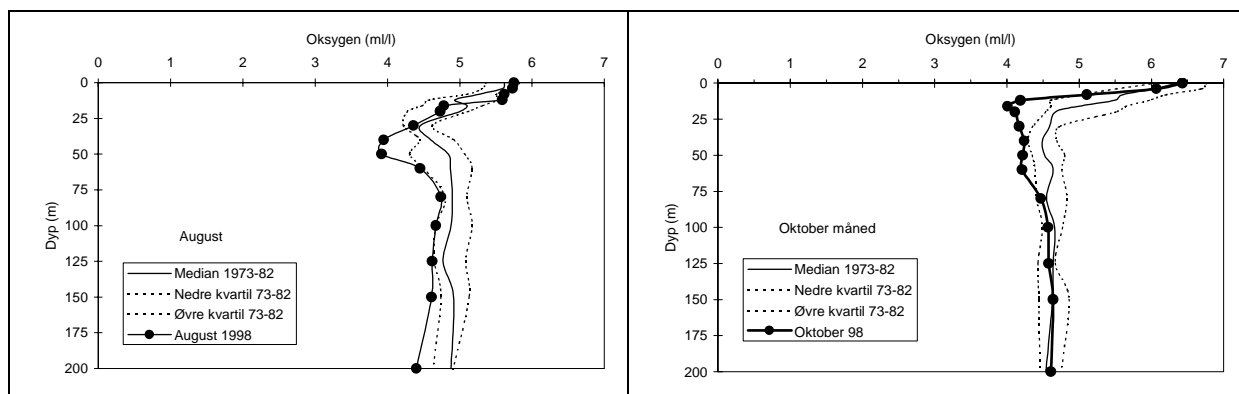 Oksygen (ml/l)
0 1 2 3 4 5 6 7
0
25
50
75
100
125
150
175
200
Dyp (m)
August
Median 1973-82
Nedre kvartil 73-82
Øvre kvartil 73-82
August 1998
Oksygen (ml/l)
0 1 2 3 4 5 6 7
0
25
50
75
100
125
150
175
200
Dyp (m)
Oktober måned
Median 1973-82
Nedre kvartil 73-82
Øvre kvartil 73-82
Oktober 98